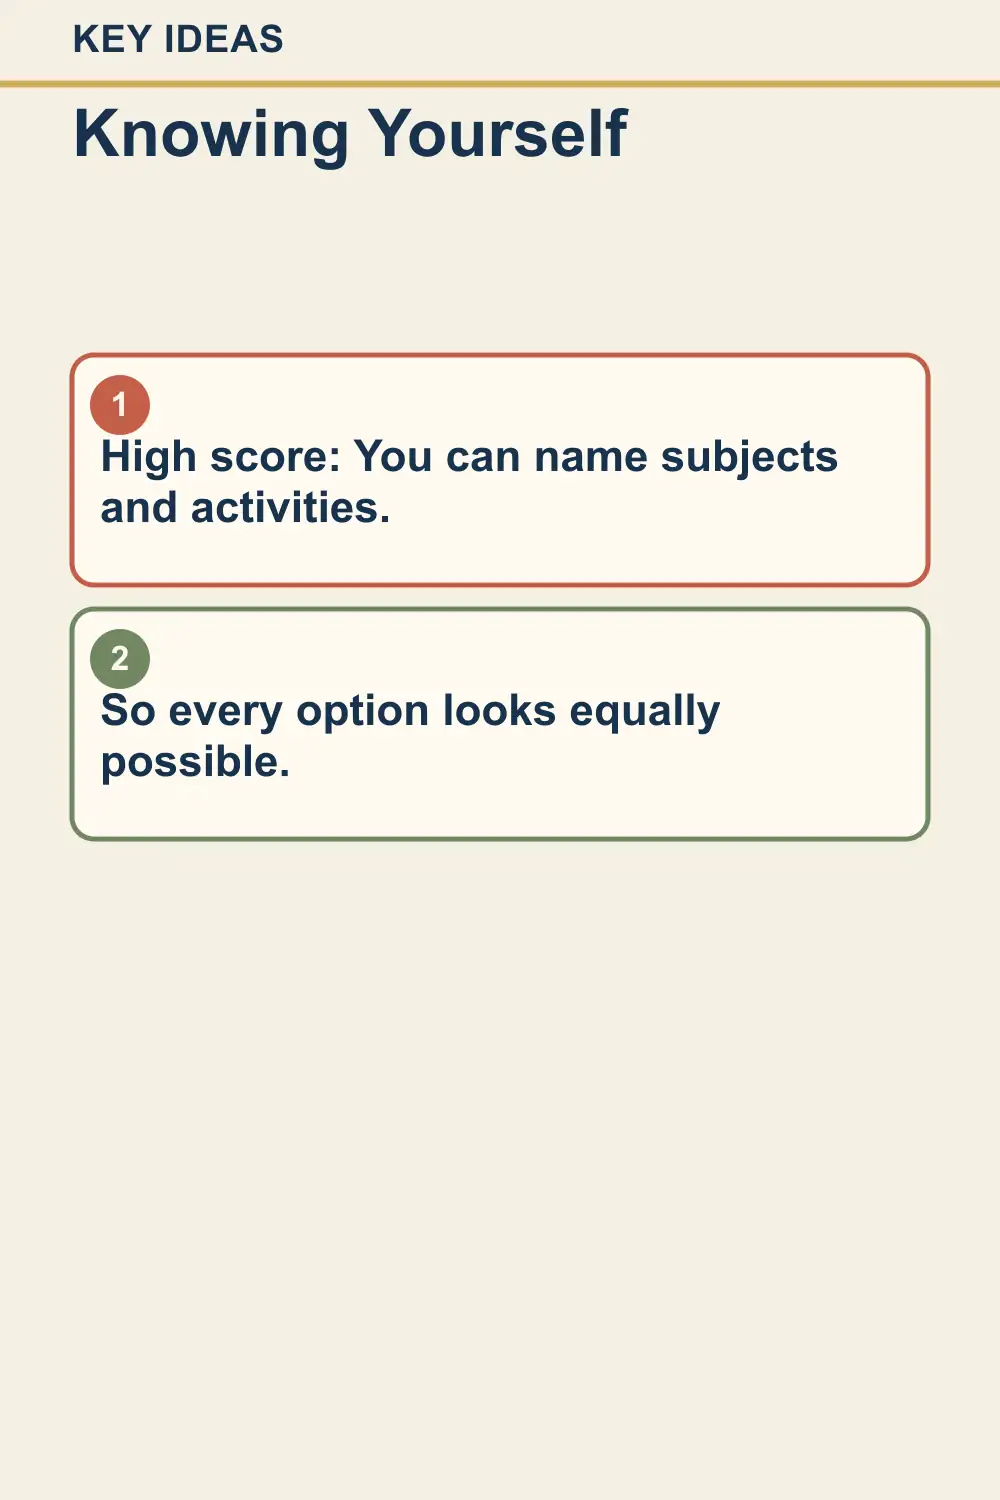 KEY IDEAS
Knowing Yourself
1
High score: You can name subjects
and activities.
2
So every option looks equally
possible.